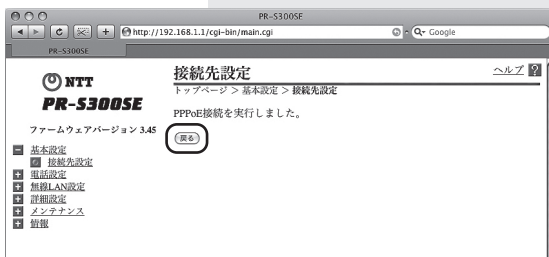 PR-S300SE
http://192.168.1.1/cgi-bin/main.cgi
Google
PR-S300SE
NTT
PR-S300SE
ファームウェアバージョン 3.45
基本設定
接続先設定
電話設定
無線LAN設定
詳細設定
メンテナンス
情報
接続先設定
ヘルプ ?
トップページ > 基本設定 > 接続先設定
PPPoE接続を実行しました。
戻る